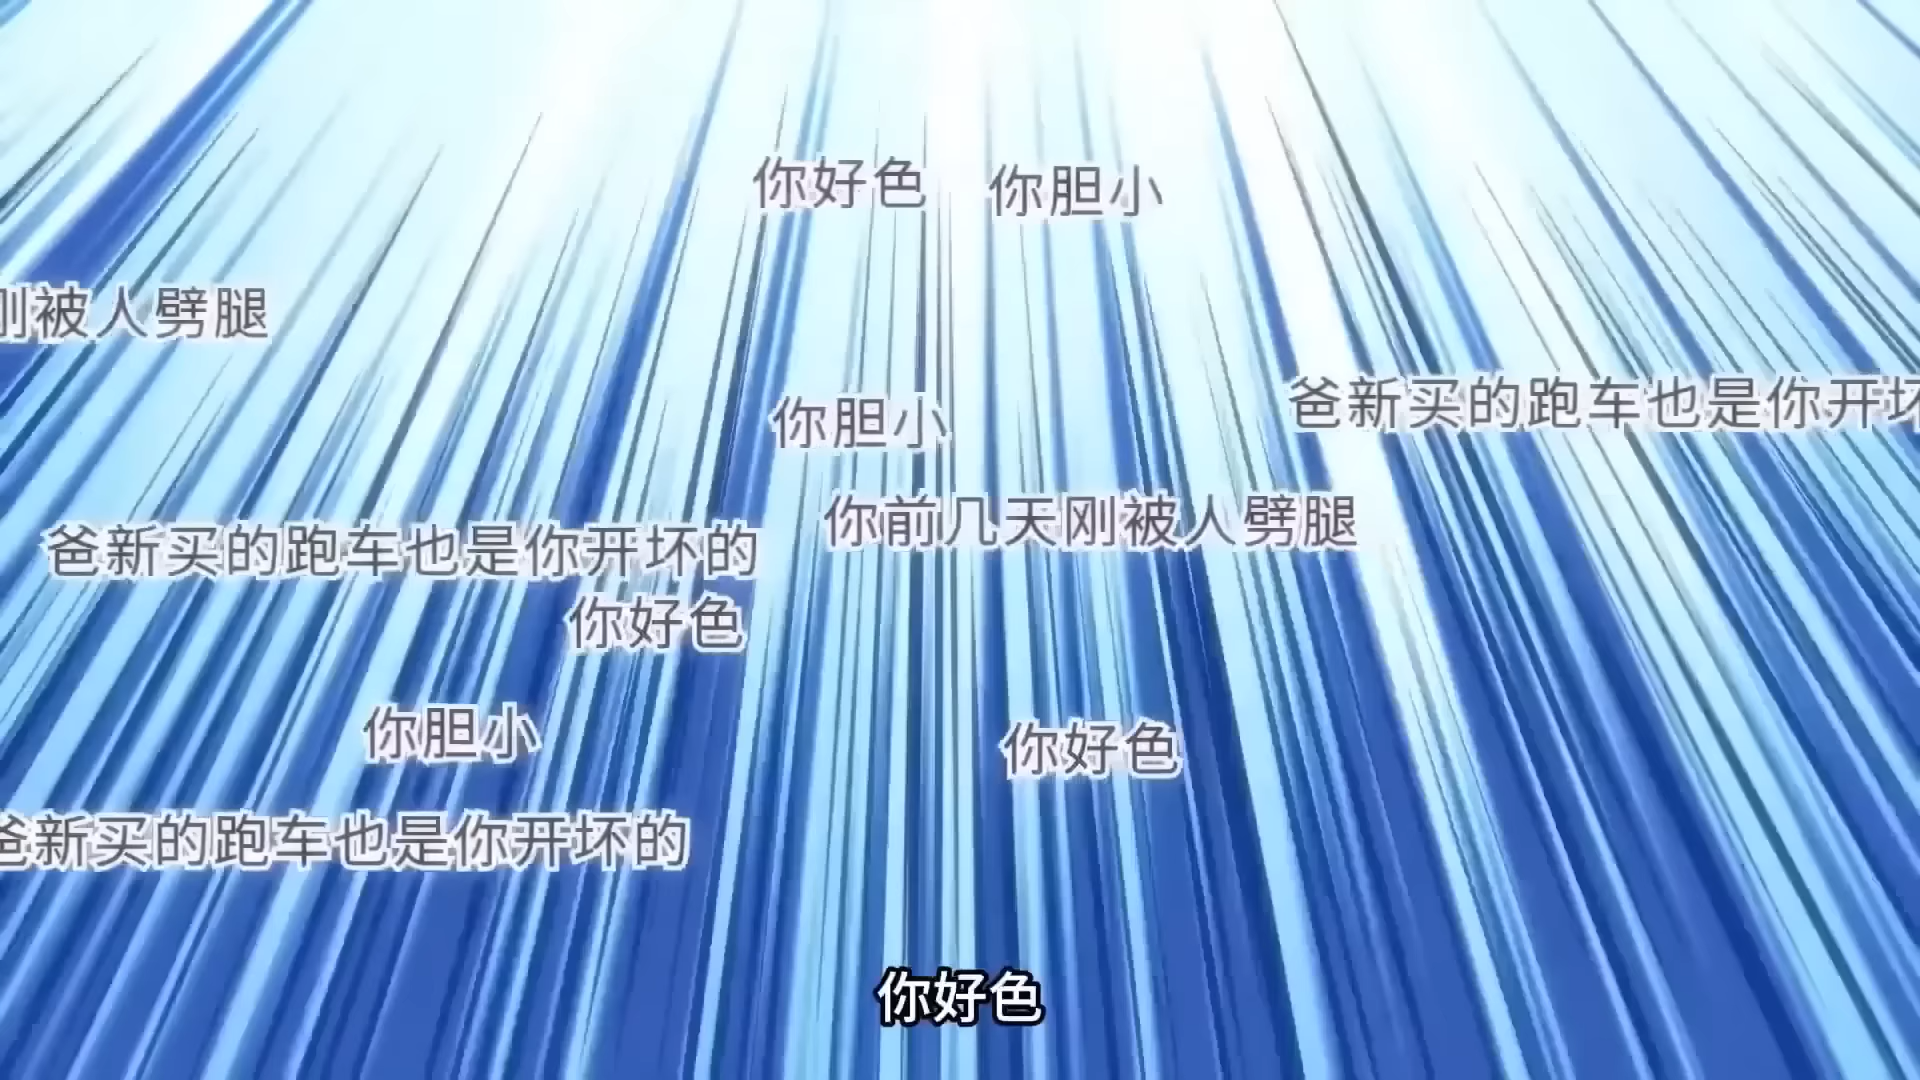 你好色
你胆小
刚被人劈腿
你胆小
爸新买的跑车也是你开坏
你前几天刚被人劈腿
爸新买的跑车也是你开坏的
你好色
你胆小
你好色
爸新买的跑车也是你开坏的
你好色